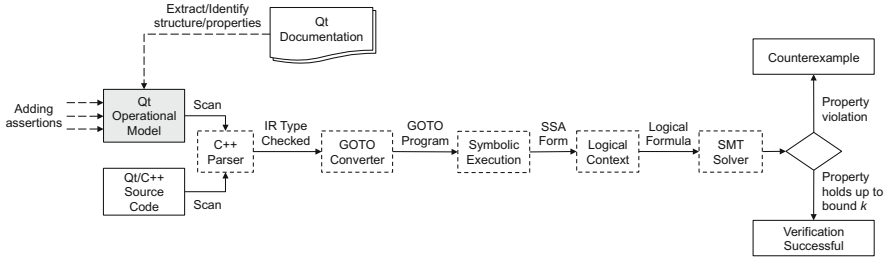 Extract/Identify
structure/properties
Qt
Documentation
Counterexample
Adding
assertions
Qt
Operational
Model
Scan
Property
violation
C++
Parser
IR Type
Checked
GOTO
Converter
GOTO
Program
Symbolic
Execution
SSA
Form
Logical
Context
Logical
Formula
SMT
Solver
Qt/C++
Source
Code
Scan
Property
holds up to
bound k
Verification
Successful